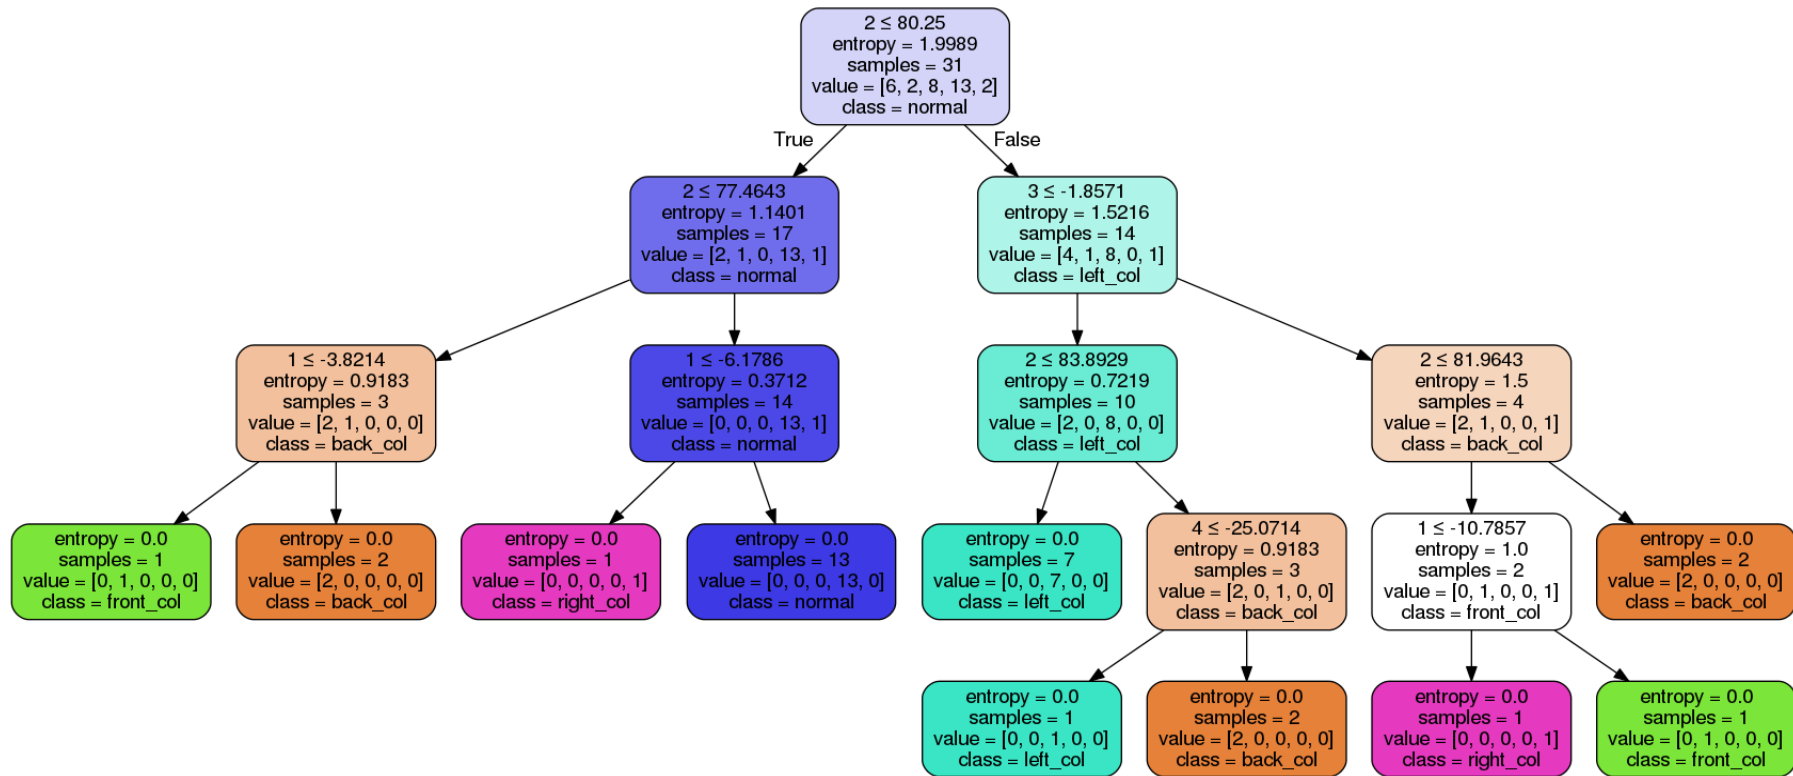 2 ≤ 80.25
entropy = 1.9989
samples = 31
value = [6, 2, 8, 13, 2]
class = normal
True
False
2 ≤ 77.4643
entropy = 1.1401
samples = 17
value = [2, 1, 0, 13, 1]
class = normal
3 ≤ -1.8571
entropy = 1.5216
samples = 14
value = [4, 1, 8, 0, 1]
class = left_col
1 ≤ -3.8214
entropy = 0.9183
samples = 3
value = [2, 1, 0, 0, 0]
class = back_col
1 ≤ -6.1786
entropy = 0.3712
samples = 14
value = [0, 0, 0, 13, 1]
class = normal
2 ≤ 83.8929
entropy = 0.7219
samples = 10
value = [2, 0, 8, 0, 0]
class = left_col
2 ≤ 81.9643
entropy = 1.5
samples = 4
value = [2, 1, 0, 0, 1]
class = back_col
entropy = 0.0
samples = 1
value = [0, 1, 0, 0, 0]
class = front_col
entropy = 0.0
samples = 2
value = [2, 0, 0, 0, 0]
class = back_col
entropy = 0.0
samples = 1
value = [0, 0, 0, 0, 1]
class = right_col
entropy = 0.0
samples = 13
value = [0, 0, 0, 13, 0]
class = normal
entropy = 0.0
samples = 7
value = [0, 0, 7, 0, 0]
class = left_col
4 ≤ -25.0714
entropy = 0.9183
samples = 3
value = [2, 0, 1, 0, 0]
class = back_col
1 ≤ -10.7857
entropy = 1.0
samples = 2
value = [0, 1, 0, 0, 1]
class = front_col
entropy = 0.0
samples = 2
value = [2, 0, 0, 0, 0]
class = back_col
entropy = 0.0
samples = 1
value = [0, 0, 1, 0, 0]
class = left_col
entropy = 0.0
samples = 2
value = [2, 0, 0, 0, 0]
class = back_col
entropy = 0.0
samples = 1
value = [0, 0, 0, 0, 1]
class = right_col
entropy = 0.0
samples = 1
value = [0, 1, 0, 0, 0]
class = front_col